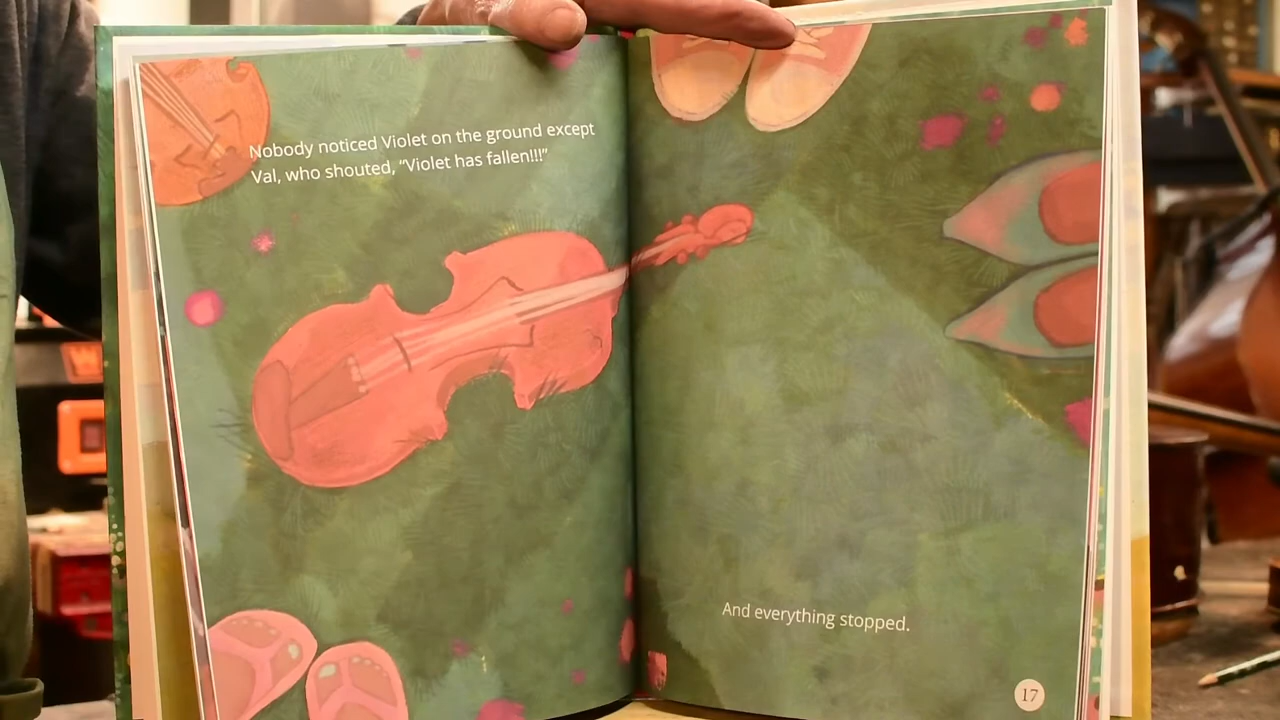 Nobody noticed Violet on the ground except
Val, who shouted, “Violet has fallen!!!”
And everything stopped.
17